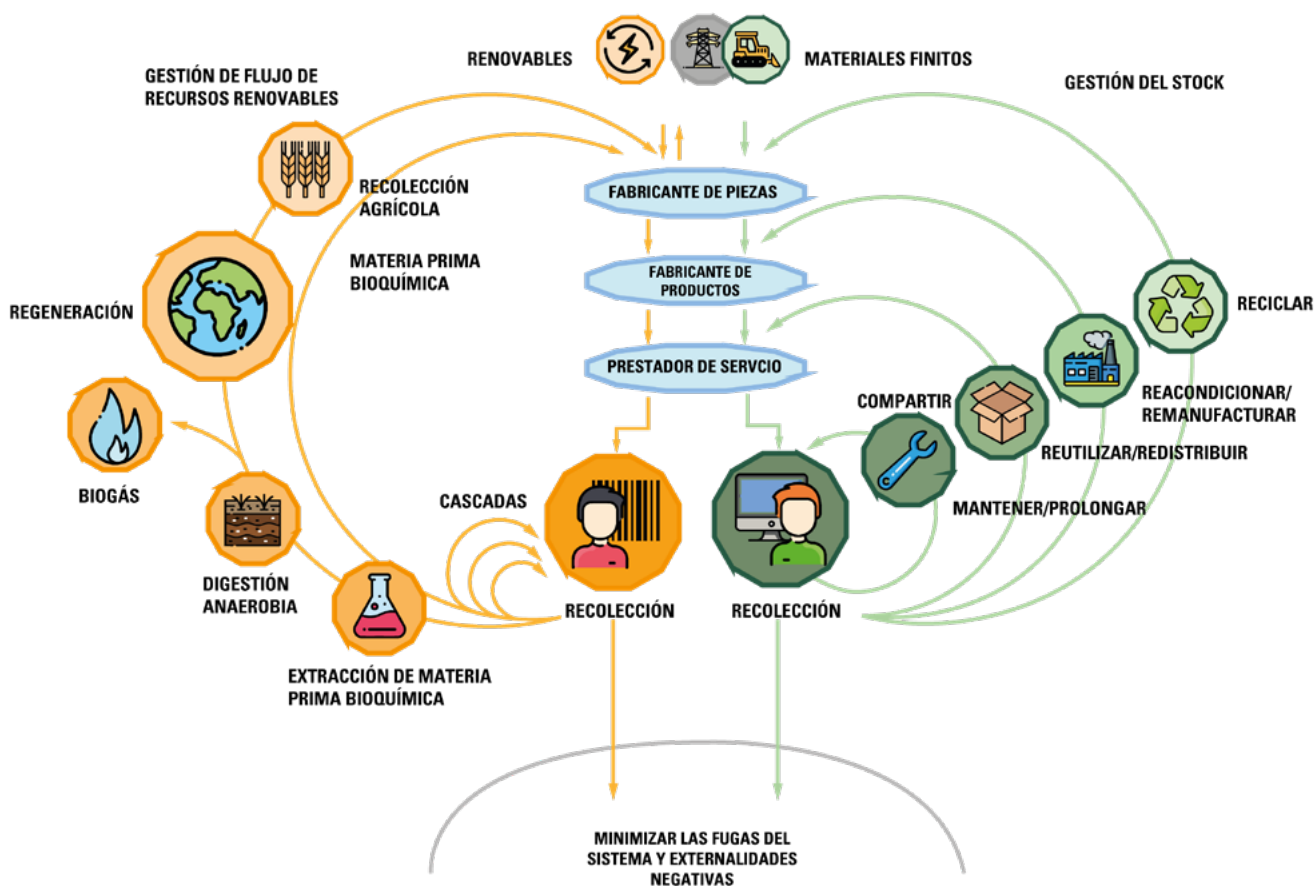 RENOVABLES
MATERIALES FINITOS
GESTIÓN DE FLUJO DE
RECURSOS RENOVABLES
GESTIÓN DEL STOCK
RECOLECCIÓN
AGRÍCOLA
FABRICANTE DE PIEZAS
MATERIA PRIMA
BIOQUÍMICA
FABRICANTE DE
PRODUCTOS
REGENERACIÓN
RECICLAR
PRESTADOR DE SERVCIO
REACONDICIONAR/
REMANUFACTURAR
COMPARTIR
REUTILIZAR/REDISTRIBUIR
BIOGÁS
CASCADAS
MANTENER/PROLONGAR
DIGESTIÓN
ANAEROBIA
RECOLECCIÓN
RECOLECCIÓN
EXTRACCIÓN DE MATERIA
PRIMA BIOQUÍMICA
MINIMIZAR LAS FUGAS DEL
SISTEMA Y EXTERNALIDADES
NEGATIVAS